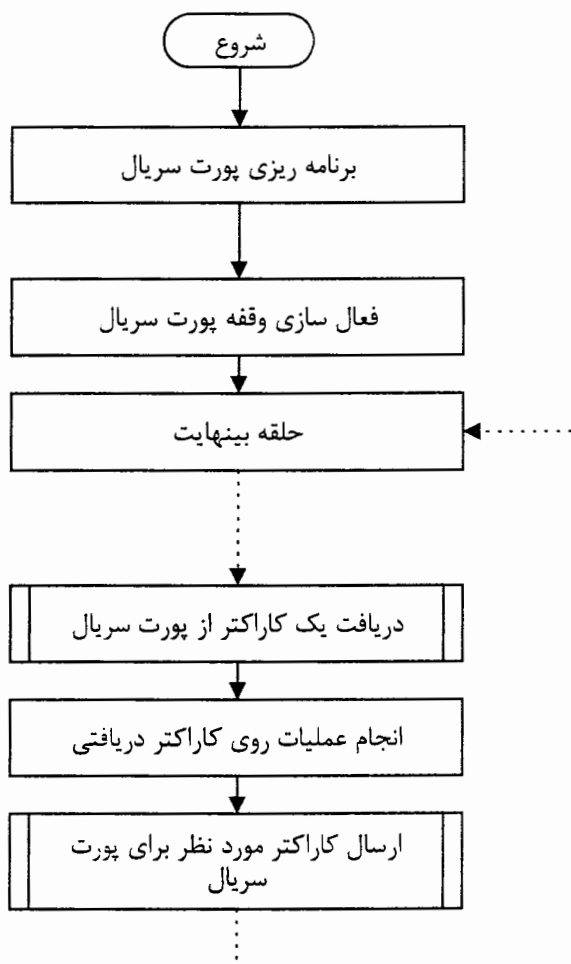 شروع
برنامه ریزی پورت سریال
فعال سازی وقفه پورت سریال
حلقه بینهایت
دریافت یک کاراکتر از پورت سریال
انجام عملیات روی کاراکتر دریافتی
ارسال کاراکتر مورد نظر برای پورت
سریال